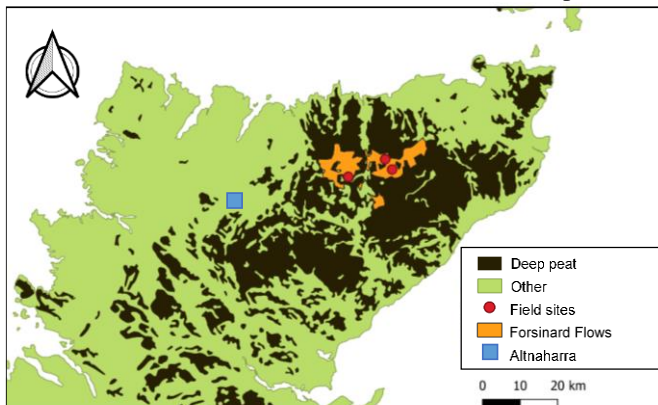 Deep peat
Other
Field sites
Forsinard Flows
Altnaharra
0 10 20 km